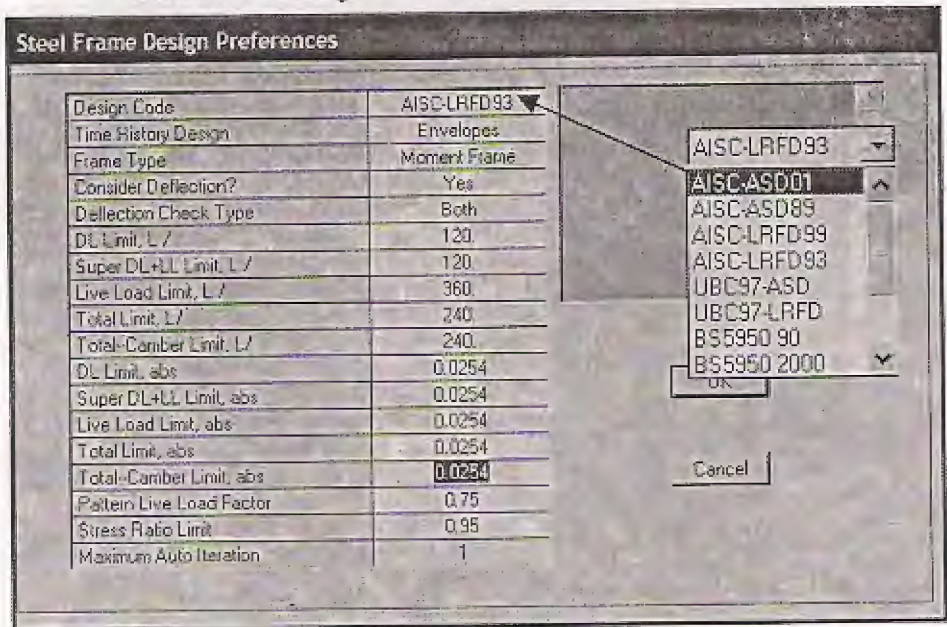 Steel Frame Design Preferences
Design Code AISC-LRFD93
Time History Design Envelopes
Frame Type Moment Frame
Consider Deflection? Yes
Deflection Check Type Both
DL Limit, L / 120.
Super DL+LL Limit, L / 120.
Live Load Limit, L / 360.
Total Limit, L/ 240.
Total-Camber Limit, L/ 240.
DL Limit, abs 0.0254
Super DL+LL Limit, abs 0.0254
Live Load Limit, abs 0.0254
Total Limit, abs 0.0254
Total-Camber Limit, abs 0.0254
Pattern Live Load Factor 0.75
Stress Ratio Limit 0.95
Maximum Auto Iteration 1
AISC-LRFD93
AISC-ASD01
AISC-ASD89
AISC-LRFD99
AISC-LRFD93
UBC97-ASD
UBC97-LRFD
BS5950 90
BS5950 2000
OK
Cancel